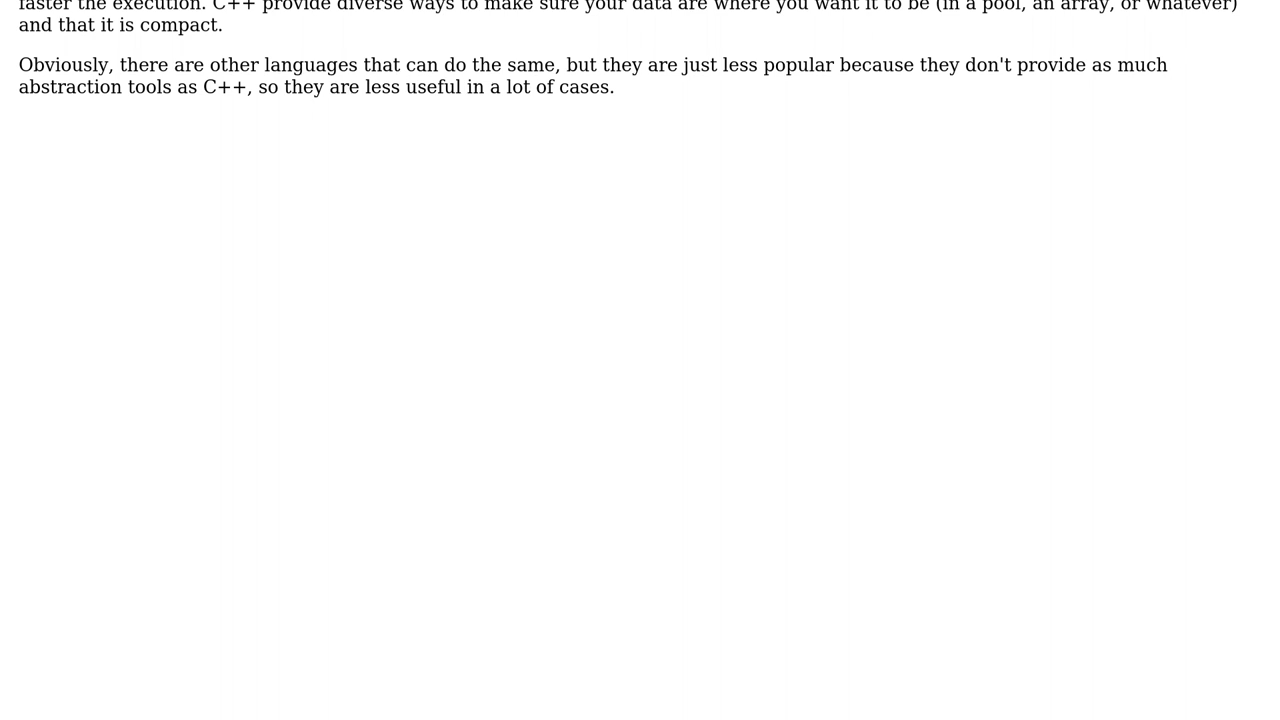 faster the execution. C++ provide diverse ways to make sure your data are where you want it to be (in a pool, an array, or whatever)
and that it is compact.
Obviously, there are other languages that can do the same, but they are just less popular because they don't provide as much
abstraction tools as C++, so they are less useful in a lot of cases.